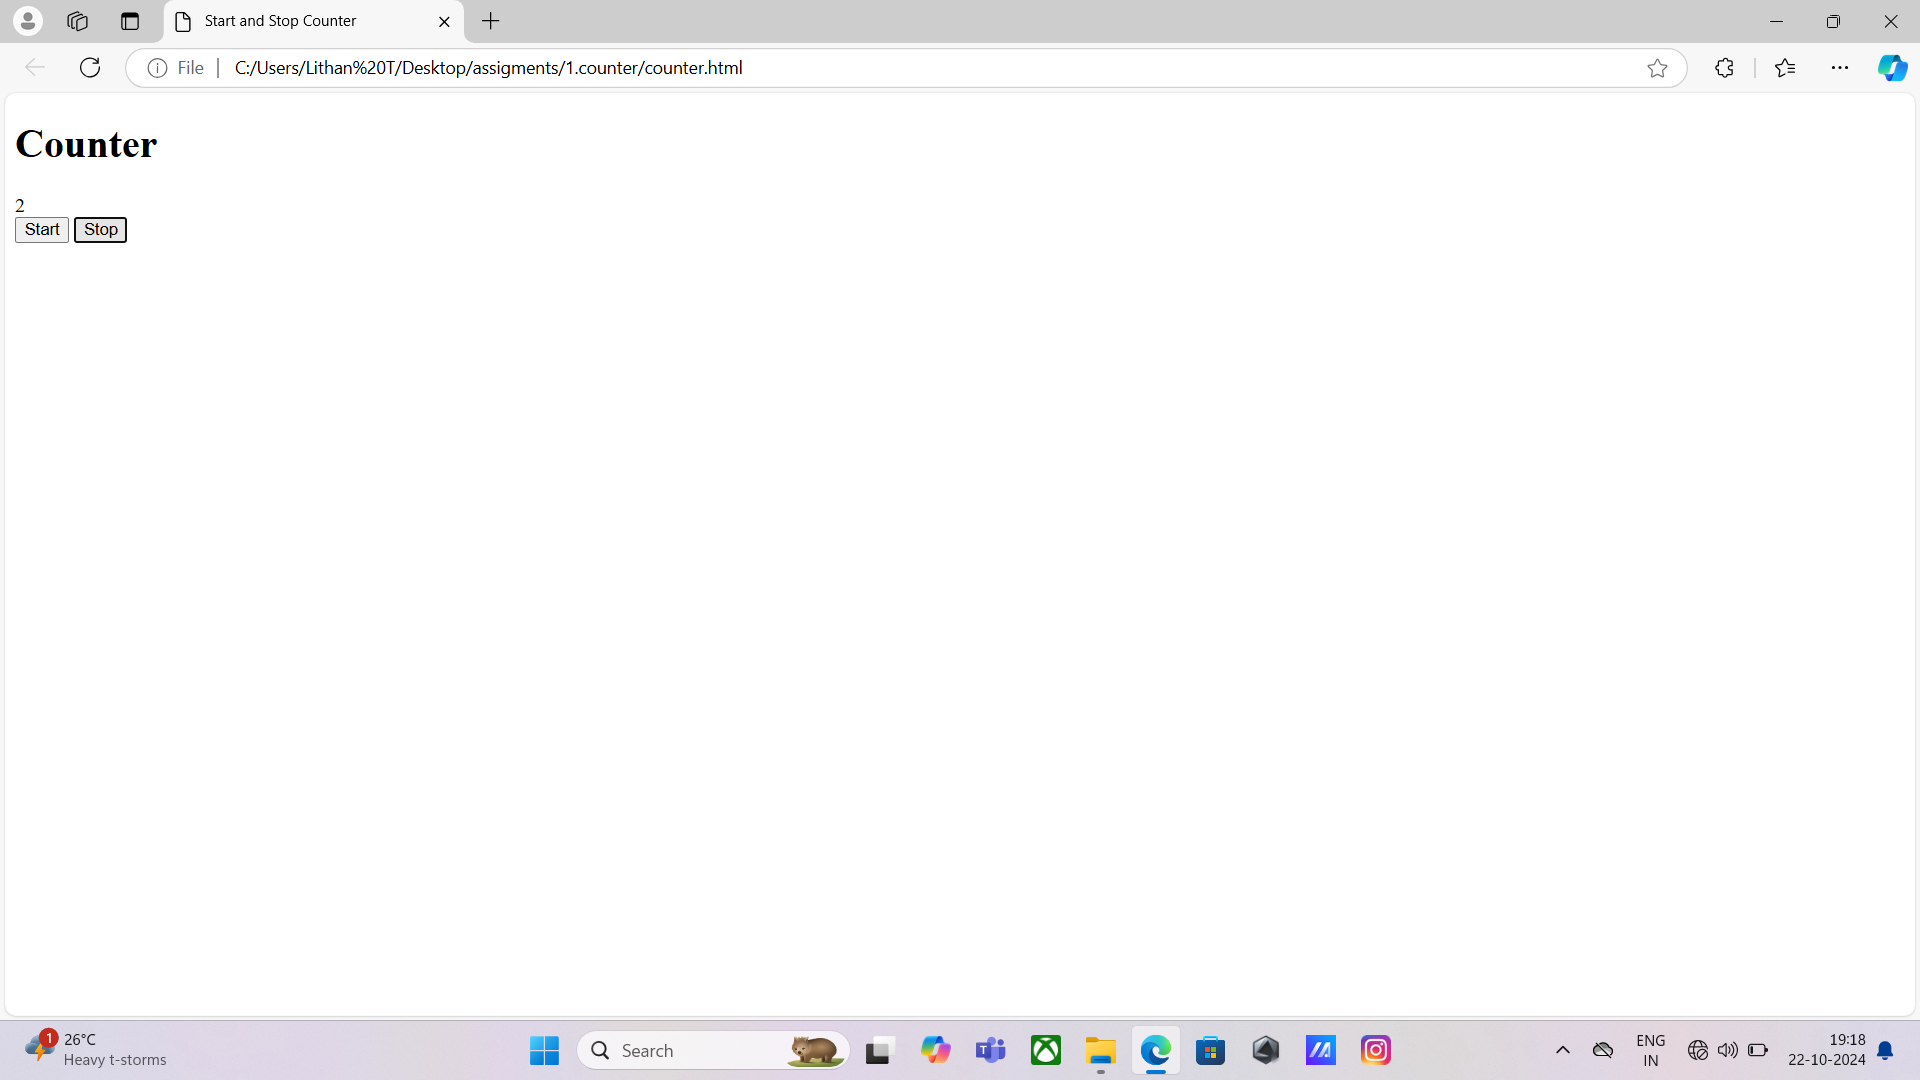 Start and Stop Counter
File
C:/Users/Lithan%20T/Desktop/assigments/1.counter/counter.html
Counter
2
Start Stop
1
26°C
Heavy t-storms
Search
T
ENG
IN
19:18
22-10-2024